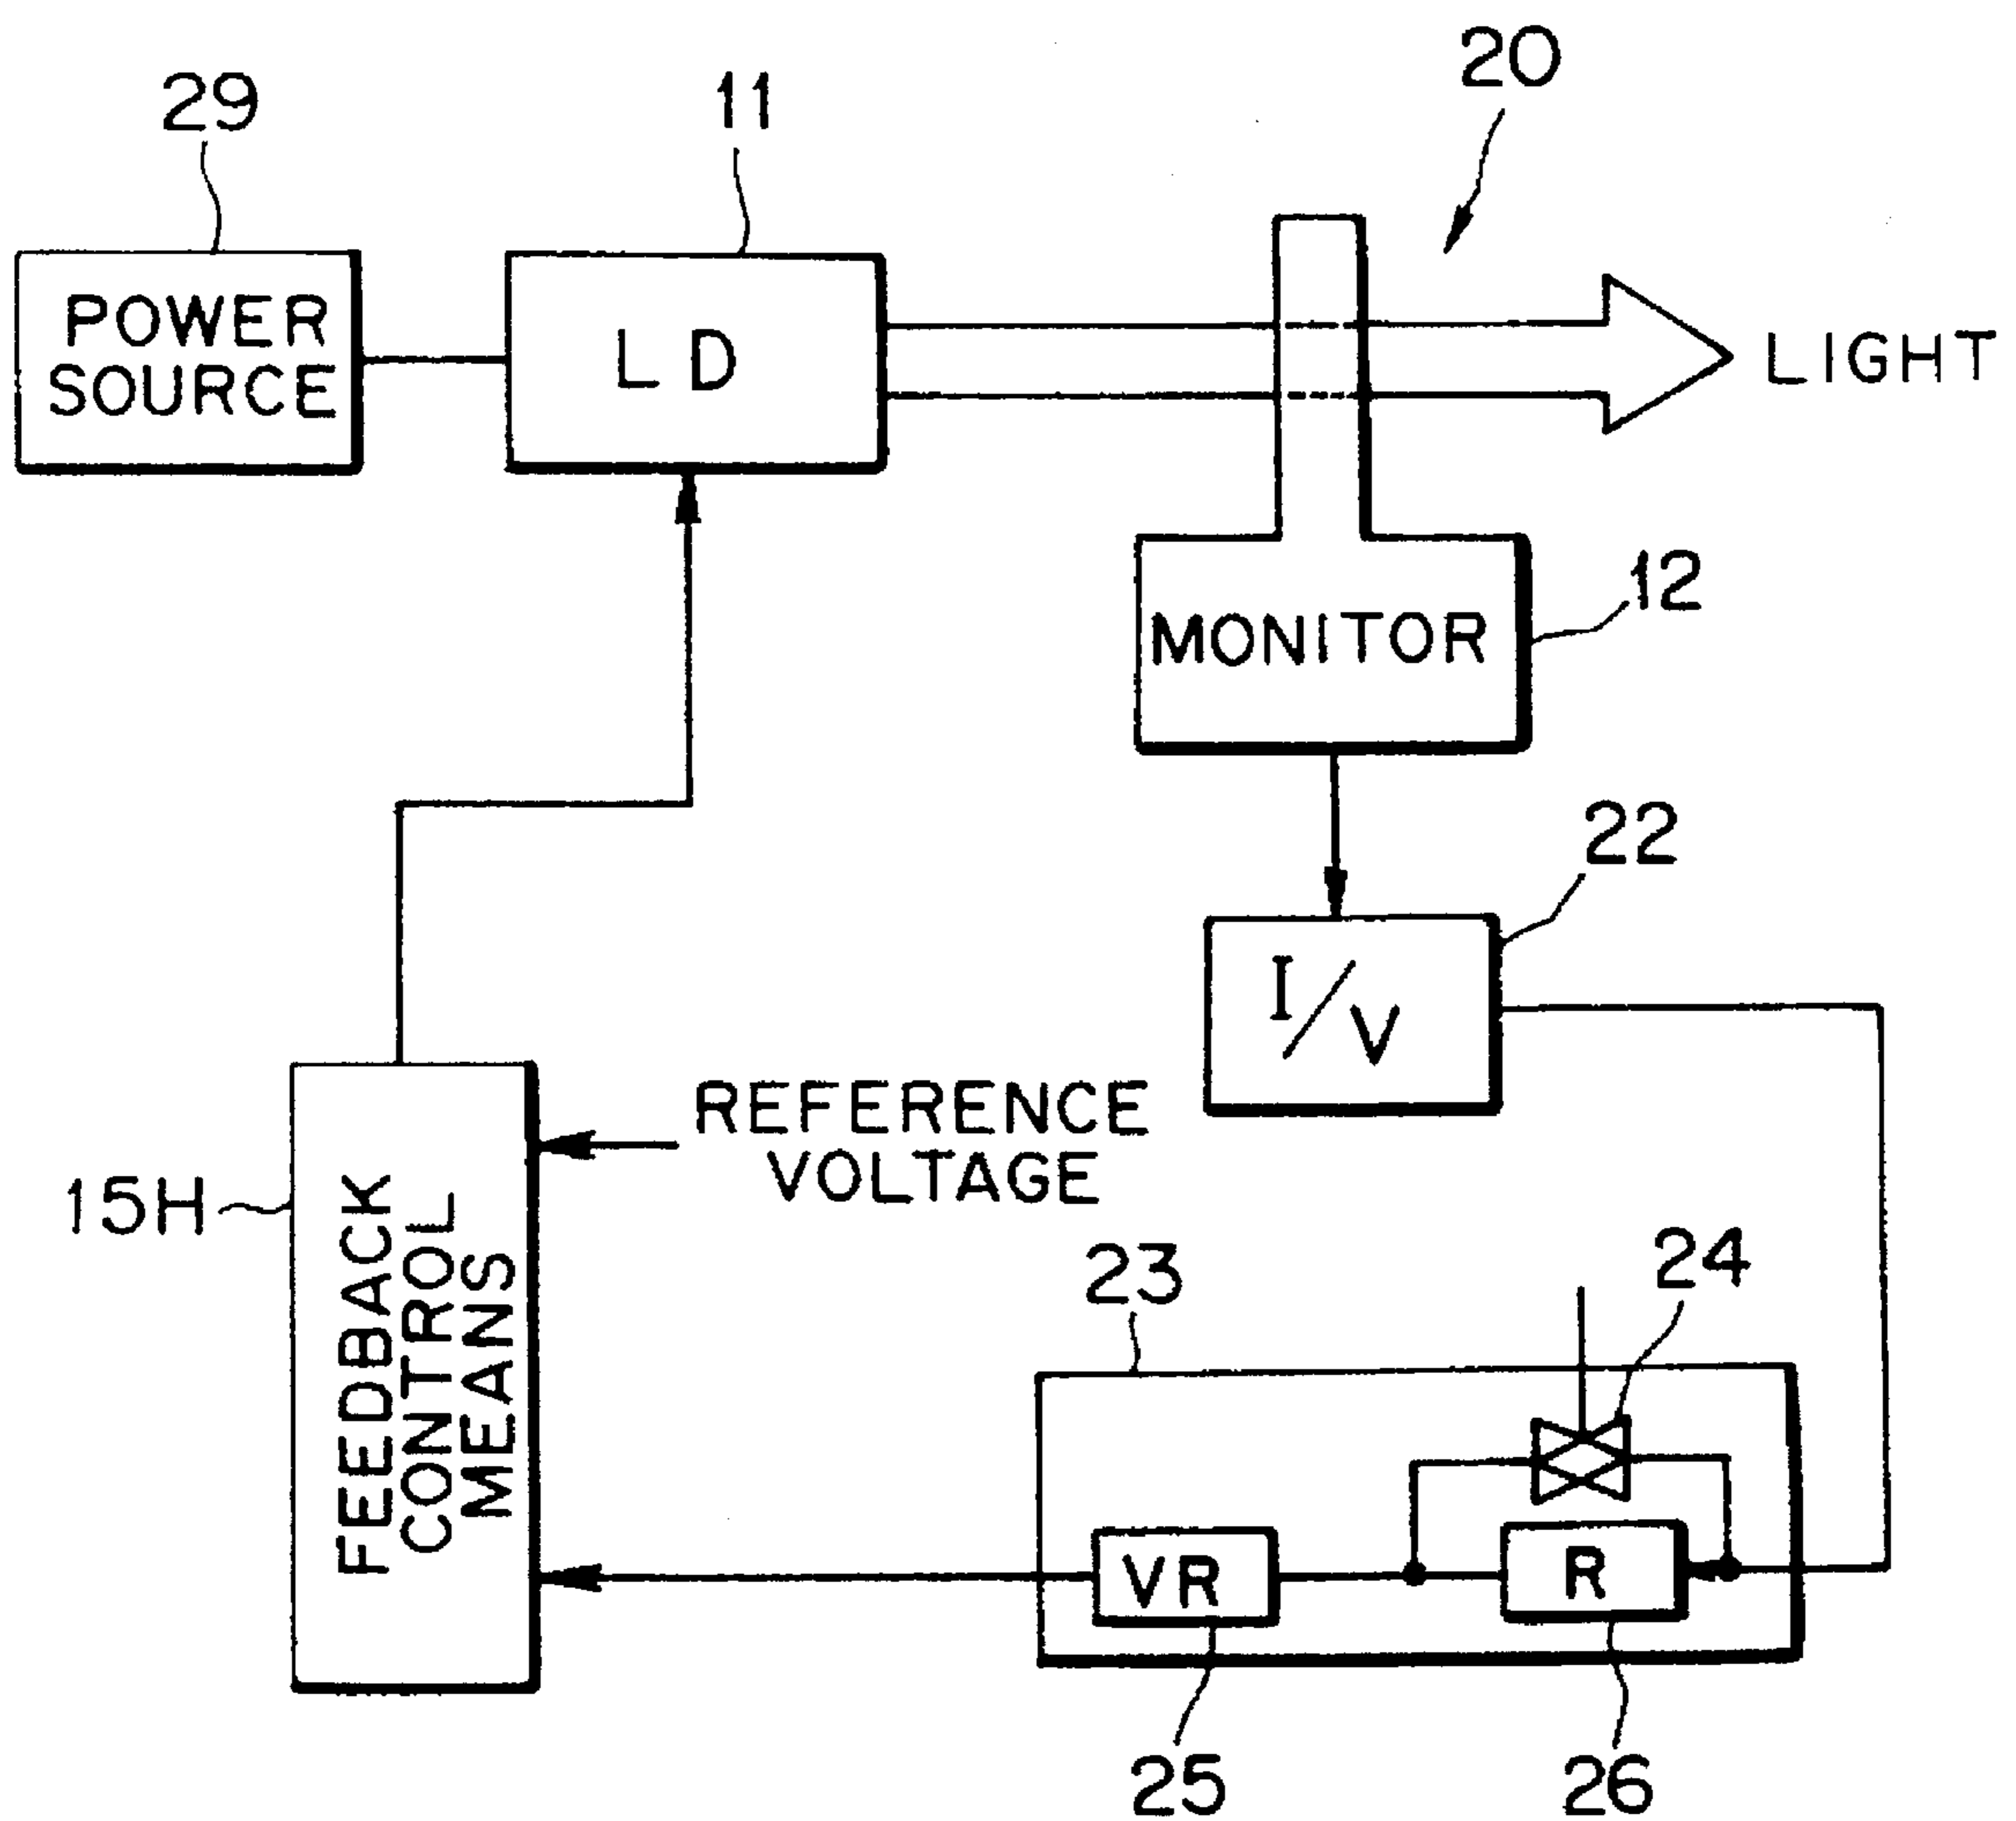 20
29
11
POWER
SOURCE
LD
LIGHT
12
MONITOR
22
I/V
REFERENCE
VOLTAGE
15H
FEEDBACK
CONTROL
MEANS
23
24
VR
R
25
26